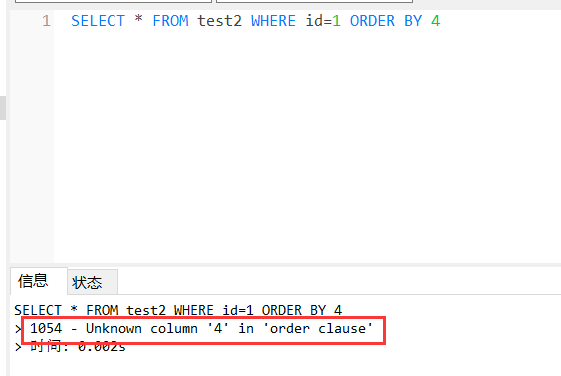 1 SELECT * FROM test2 WHERE id=1 ORDER BY 4
信息 状态
SELECT * FROM test2 WHERE id=1 ORDER BY 4
> 1054 - Unknown column '4' in 'order clause'
> 时间: 0.002s